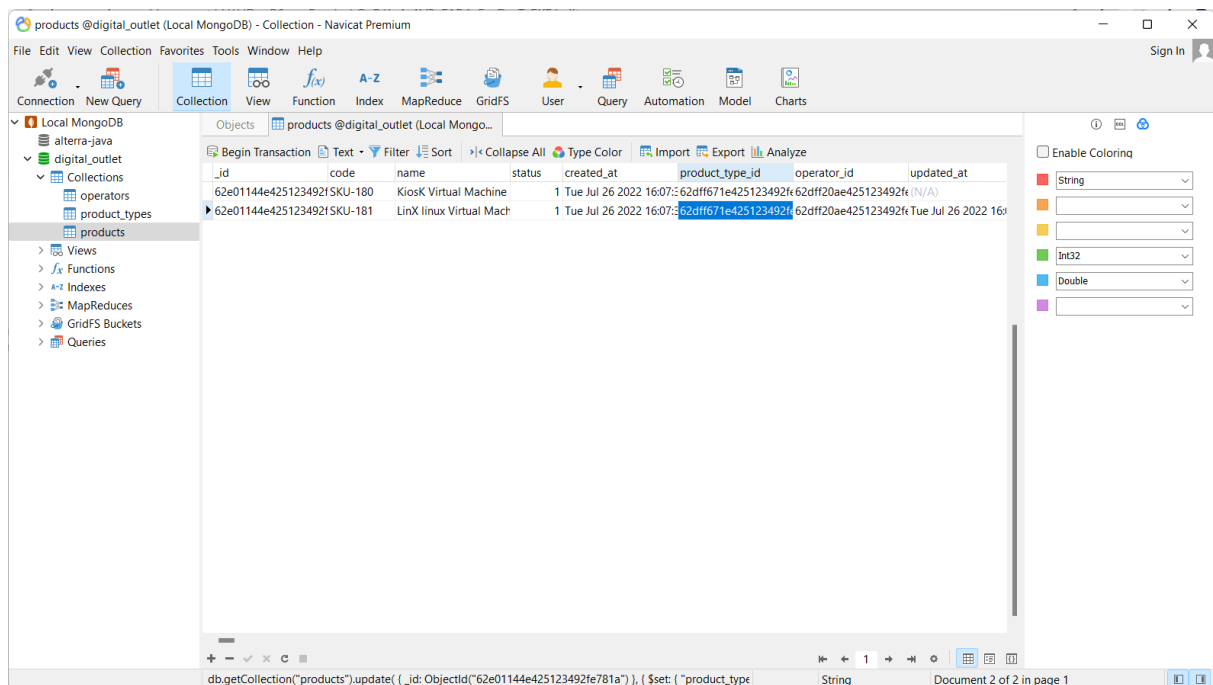 products @digital_outlet (Local MongoDB) - Collection - Navicat Premium
File Edit View Collection Favorites Tools Window Help
Sign In
Connection New Query Collection View Function Index MapReduce GridFS User Query Automation Model Charts
Local MongoDB
alterra-java
digital_outlet
Collections
operators
product_types
products
Views
Functions
Indexes
MapReduces
GridFS Buckets
Queries
Objects products @digital_outlet (Local Mongo...
Begin Transaction Text Filter Sort Collapse All Type Color Import Export Analyze
_id code name status created_at product_type_id operator_id updated_at
62e01144e425123492f SKU-180 KiosK Virtual Machine 1 Tue Jul 26 2022 16:07:3 62dff671e425123492fe 62dff20ae425123492fe (N/A)
62e01144e425123492f SKU-181 LinX linux Virtual Mach 1 Tue Jul 26 2022 16:07:3 62dff671e425123492fe 62dff20ae425123492fe Tue Jul 26 2022 16:
Enable Coloring
String
Int32
Double
1
db.getCollection("products").update( { _id: ObjectId("62e01144e425123492fe781a") }, { $set: { "product_type String Document 2 of 2 in page 1